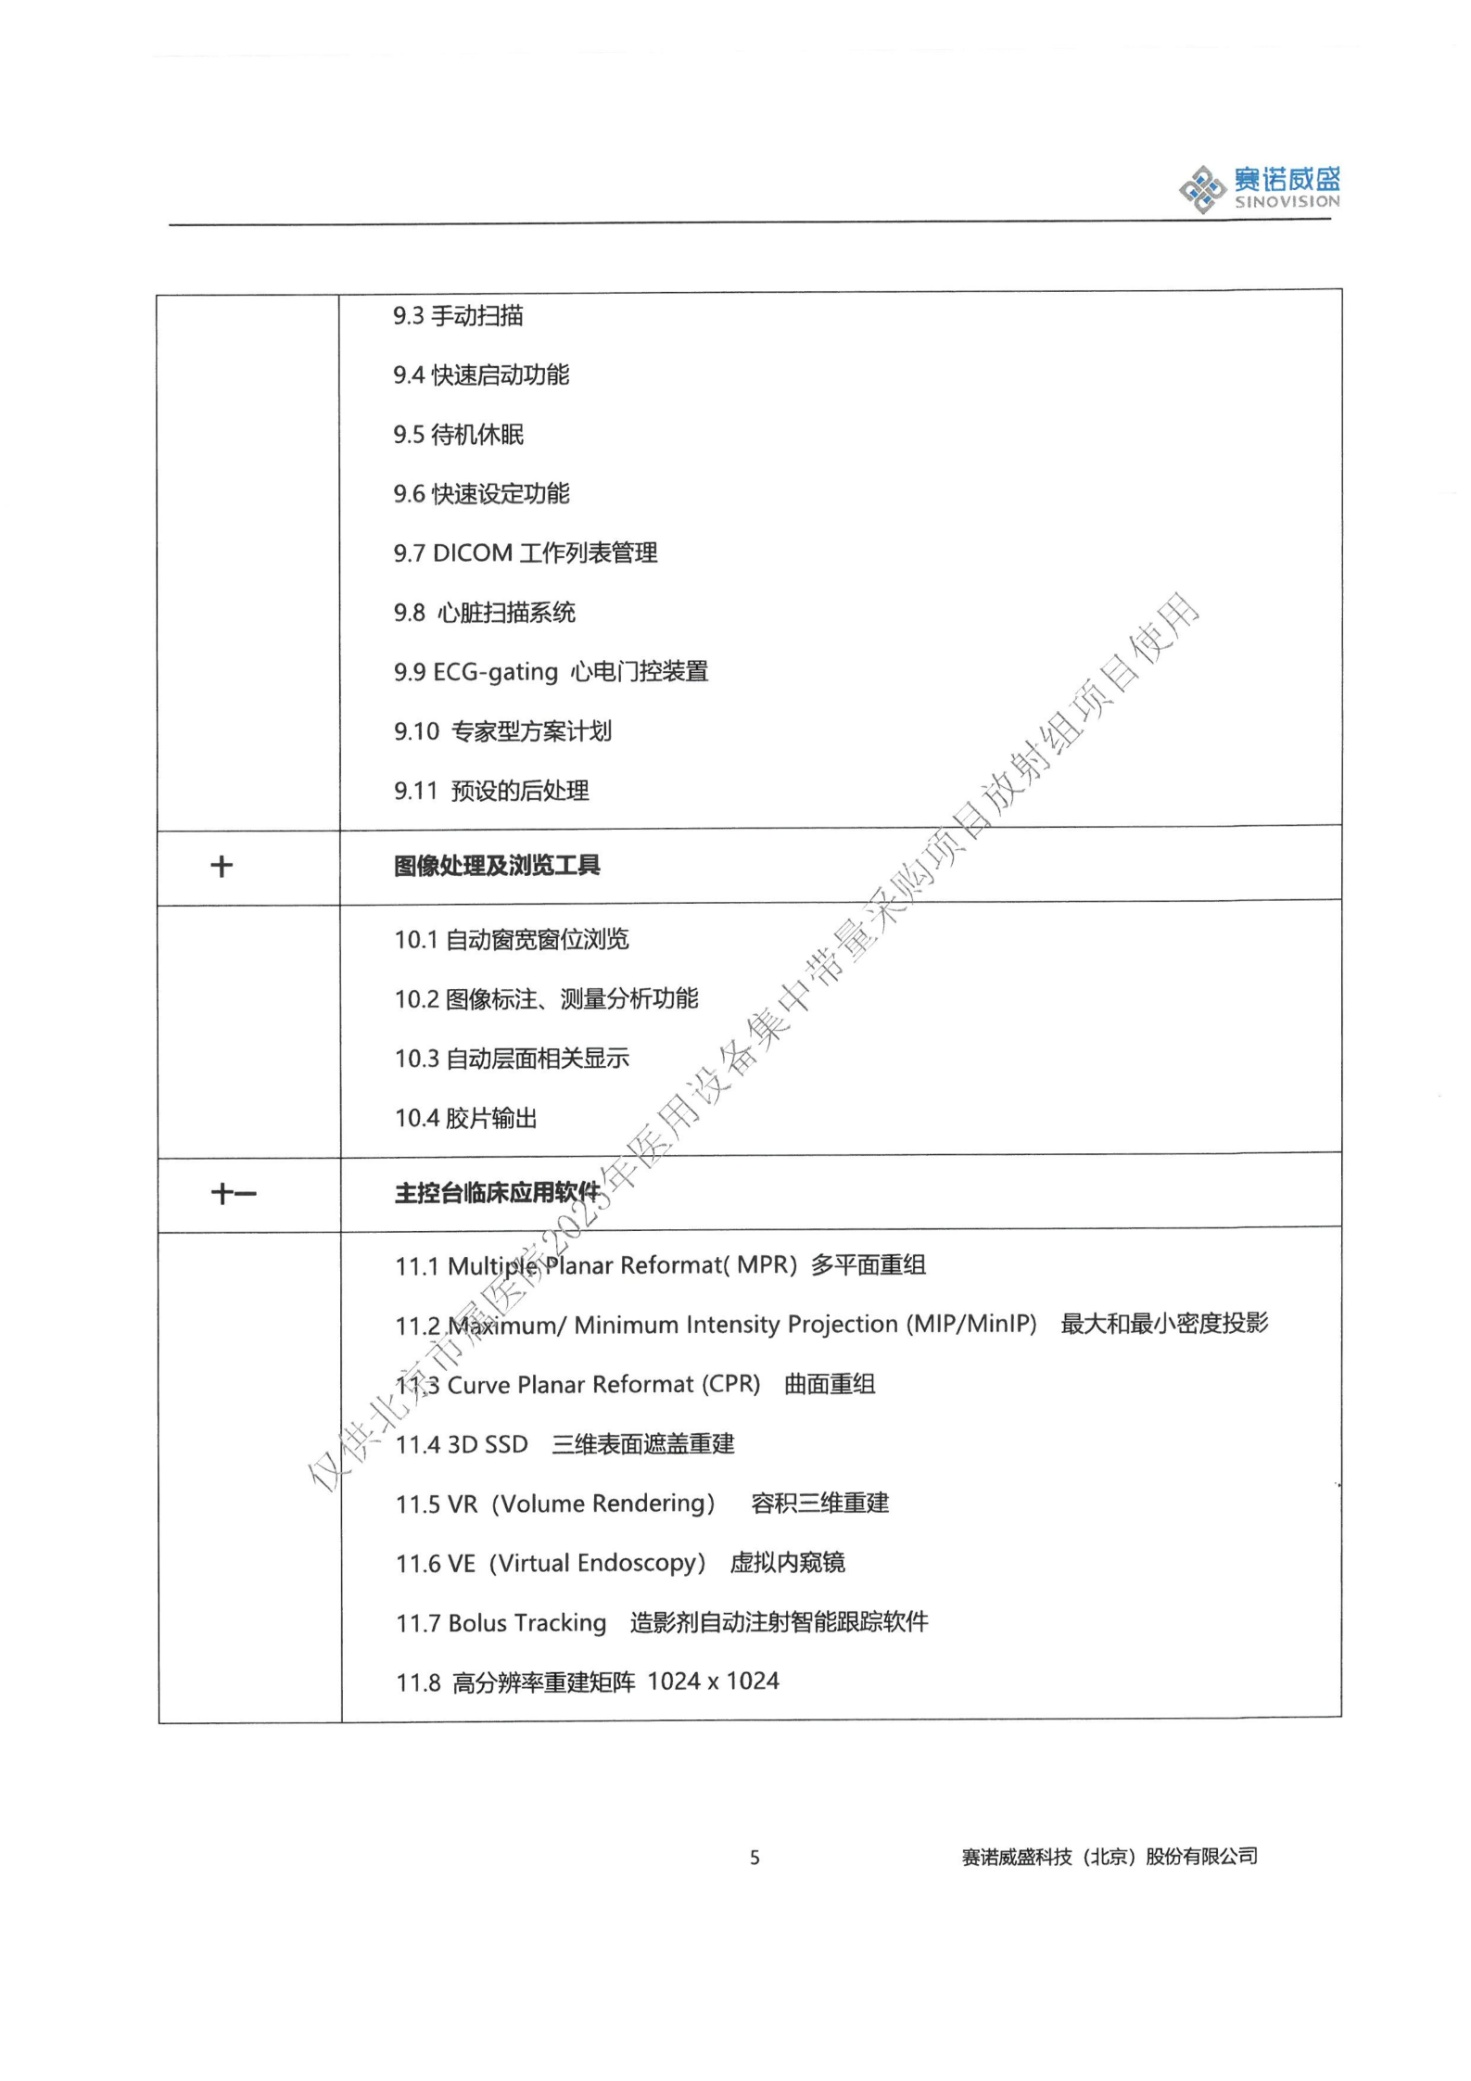 赛诺威盛
SINOVISION
9.3 手动扫描
9.4 快速启动功能
9.5 待机休眠
9.6 快速设定功能
9.7 DICOM 工作列表管理
9.8 心脏扫描系统
9.9 ECG-gating 心电门控装置
9.10 专家型方案计划
9.11 预设的后处理
十 图像处理及浏览工具
10.1 自动窗宽窗位浏览
10.2 图像标注、测量分析功能
10.3 自动层面相关显示
10.4 胶片输出
十一 主控台临床应用软件
11.1 Multiple Planar Reformat( MPR) 多平面重组
11.2 Maximum/ Minimum Intensity Projection (MIP/MinIP) 最大和最小密度投影
11.3 Curve Planar Reformat (CPR) 曲面重组
11.4 3D SSD 三维表面遮盖重建
11.5 VR (Volume Rendering) 容积三维重建
11.6 VE (Virtual Endoscopy) 虚拟内窥镜
11.7 Bolus Tracking 造影剂自动注射智能跟踪软件
11.8 高分辨率重建矩阵 1024 x 1024
仅供北京市属医院2025年医用设备集中带量采购项目放射组项目使用
5 赛诺威盛科技（北京）股份有限公司